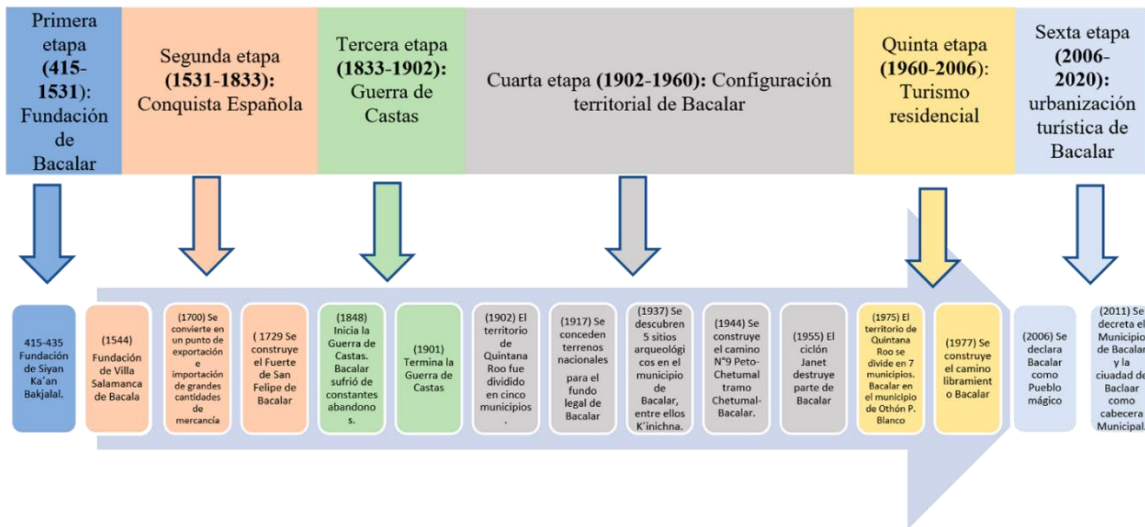 Primera
etapa
(415-
1531):
Fundación
de
Bacalar
Segunda etapa
(1531-1833):
Conquista Española
Tercera etapa
(1833-1902):
Guerra de
Castas
Cuarta etapa (1902-1960): Configuración
territorial de Bacalar
Quinta etapa
(1960-2006):
Turismo
residencial
Sexta etapa
(2006-
2020):
urbanización
turística de
Bacalar
415-435
Fundación
de Siyan
Ka´an
Bakjalal.
(1544)
Fundación
de Villa
Salamanca
de Bacala
(1700) Se
convierte en
un punto de
exportación
e
importación
de grandes
cantidades
de
mercancía
( 1729 Se
construye el
Fuerte de San
Felipe de
Bacalar
(1848)
Inicia la
Guerra de
Castas.
Bacalar
sufrió de
constantes
abandono
s.
(1901)
Termina la
Guerra de
Castas
(1902) El
territorio
de
Quintana
Roo fue
dividido
en cinco
municipios
.
(1917) Se
conceden
terrenos
nacionales
para el
fundo
legal de
Bacalar
(1937) Se
descubren
5 sitios
arqueológi
cos en el
municipio
de
Bacalar,
entre ellos
K´inichna.
(1944) Se
construye
el camino
N°9 Peto-
Chetumal
tramo
Chetumal-
Bacalar.
(1955) El
ciclón
Janet
destruye
parte de
Bacalar
(1975) El
territorio de
Quintana
Roo se
divide en 7
municipios.
Bacalar en
el municipio
de Othón P.
Blanco
(1977) Se
construye
el camino
libramient
o Bacalar
(2006) Se
declara
Bacalar
como
Pueblo
mágico
(2011) Se
decreta el
Municipio
de Bacalar
y la
ciuadad de
Baclaar
como
cabecera
Municipal.